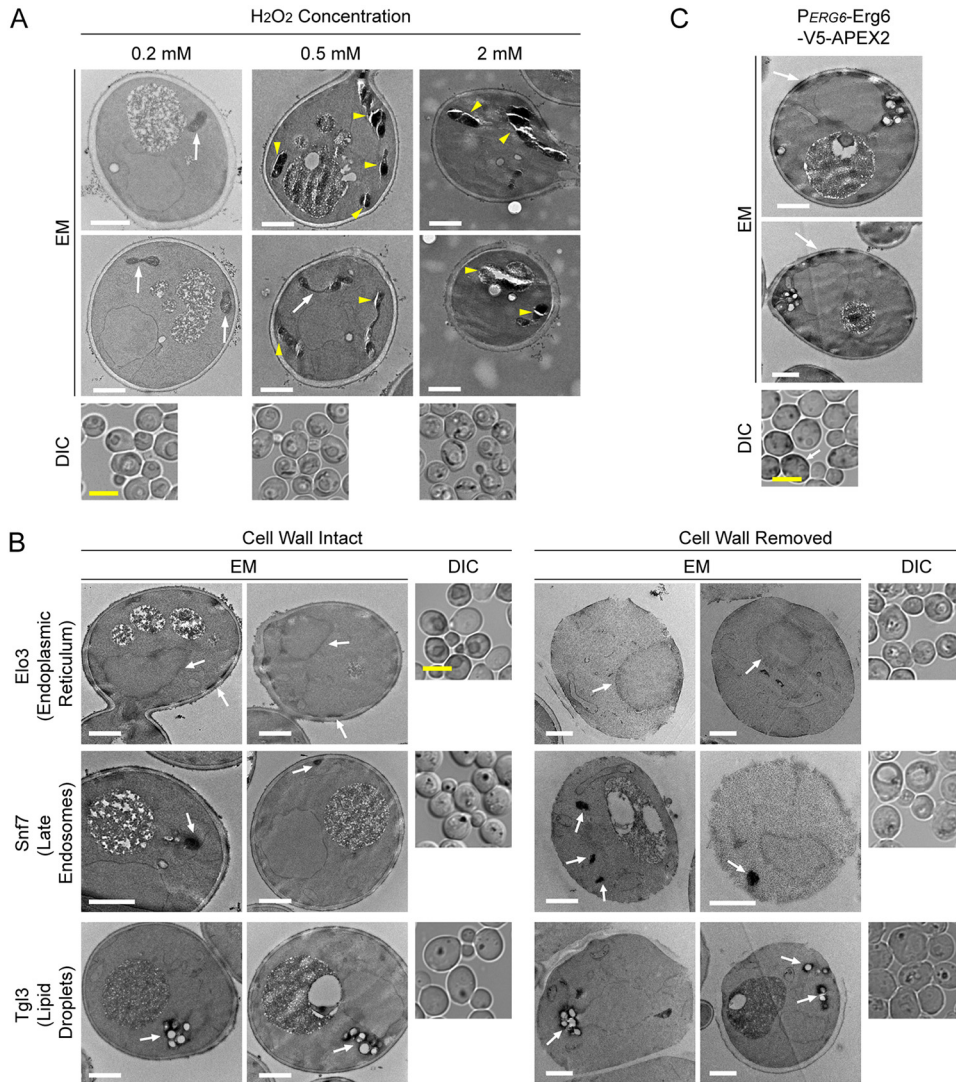 A
H2O2 Concentration
0.2 mM
0.5 mM
2 mM
EM
DIC
C
PERG6-Erg6
-V5-APEX2
EM
DIC
B
Cell Wall Intact
Cell Wall Removed
EM
DIC
EM
DIC
Elo3
(Endoplasmic
Reticulum)
Snf7
(Late
Endosomes)
Tgl3
(Lipid
Droplets)